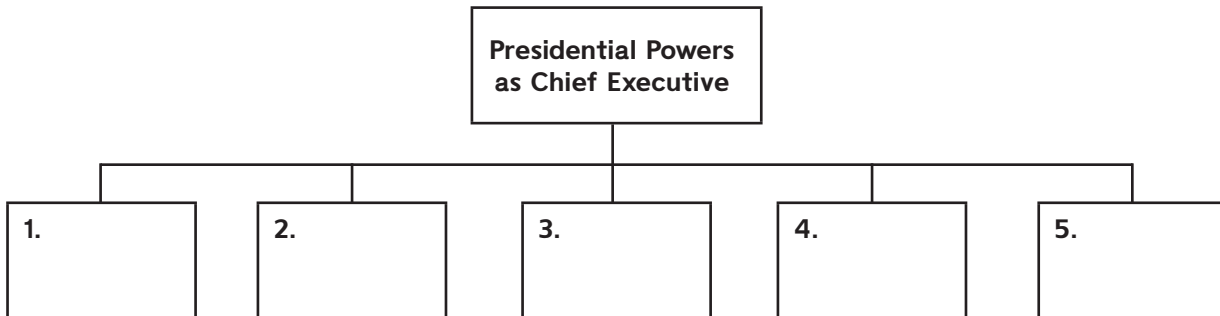 Presidential Powers
as Chief Executive
1.
2.
3.
4.
5.